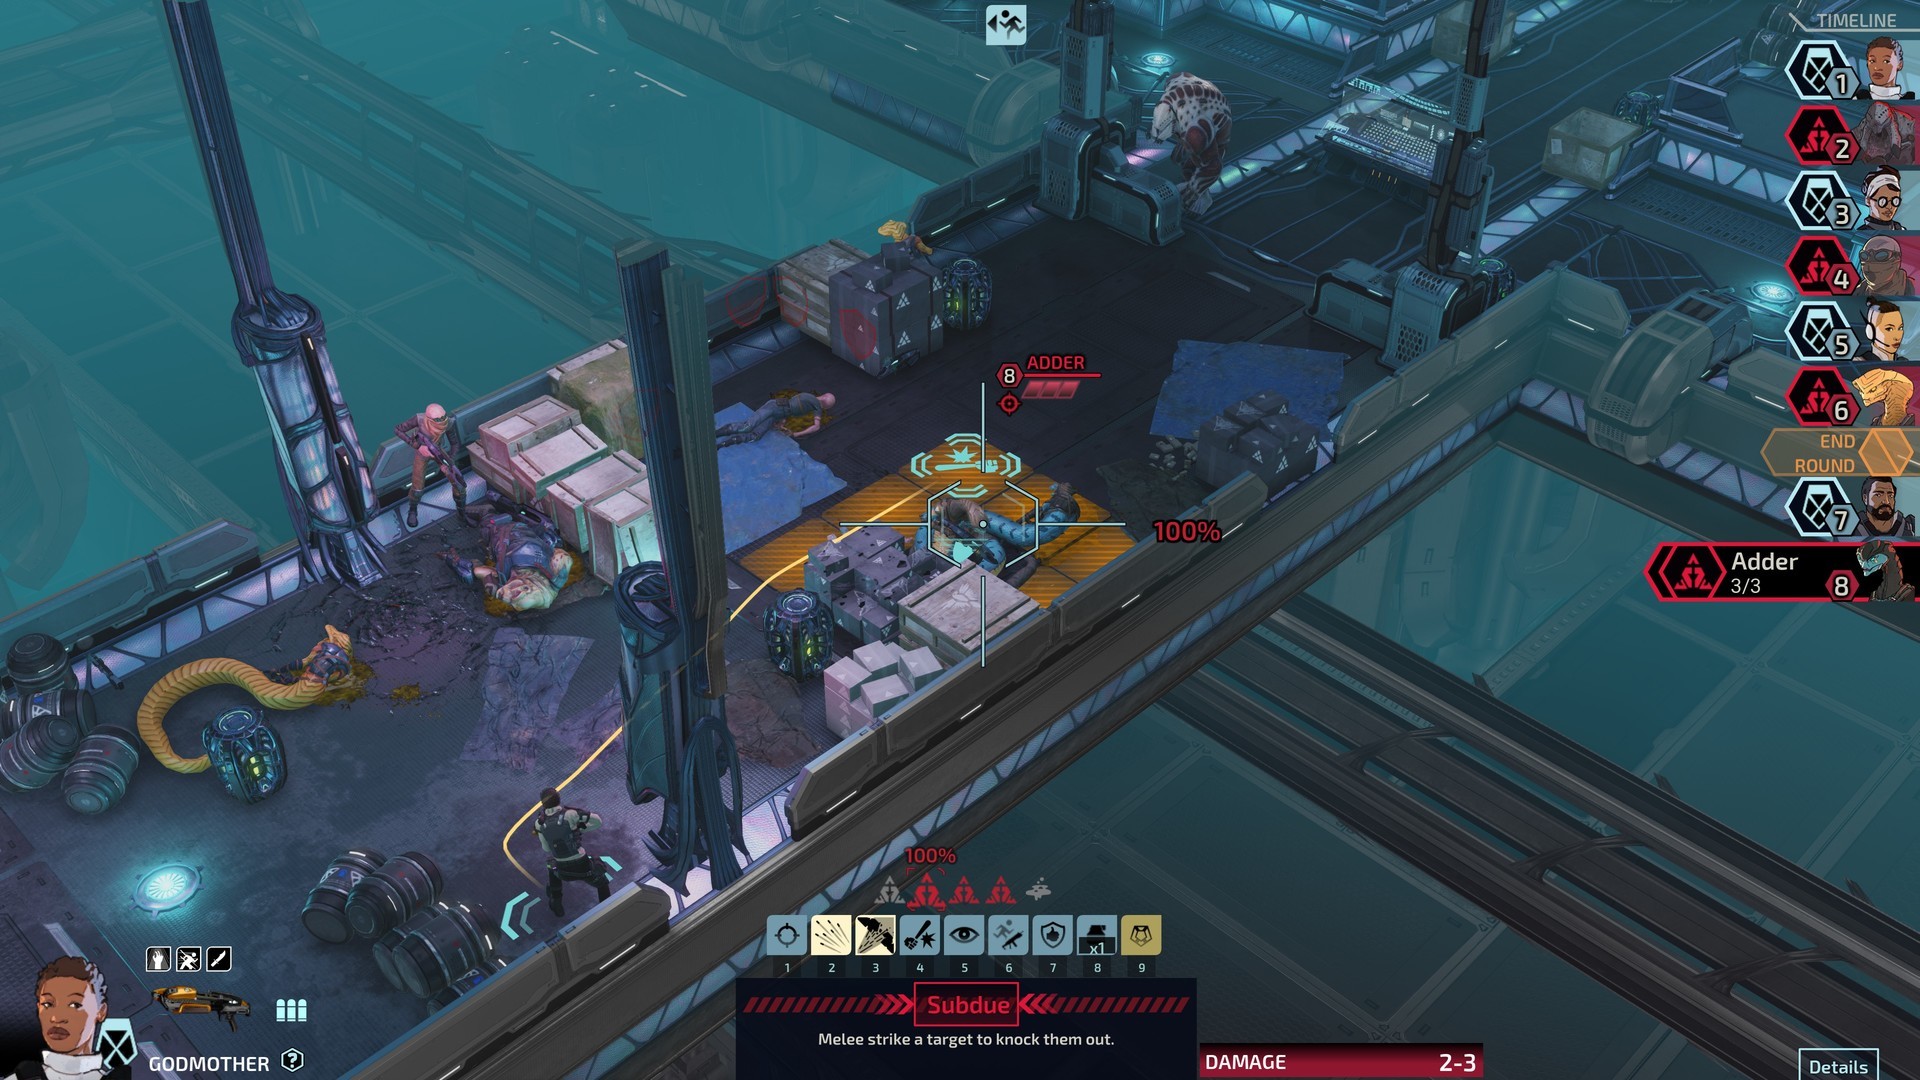 TIMELINE
1
2
3
4
5
6
END
ROUND
7
Adder
3/3
8
8
ADDER
100%
100%
x1
1
2
3
4
5
6
7
8
9
Subdue
Melee strike a target to knock them out.
DAMAGE
2-3
GODMOTHER
?
Details